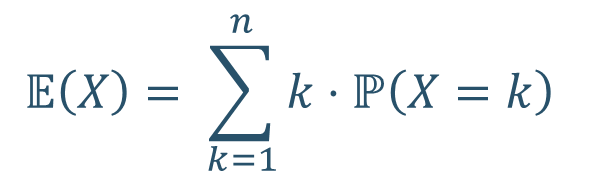 𝔼(X) = ∑_{k=1}^{n} k · ℙ(X = k)